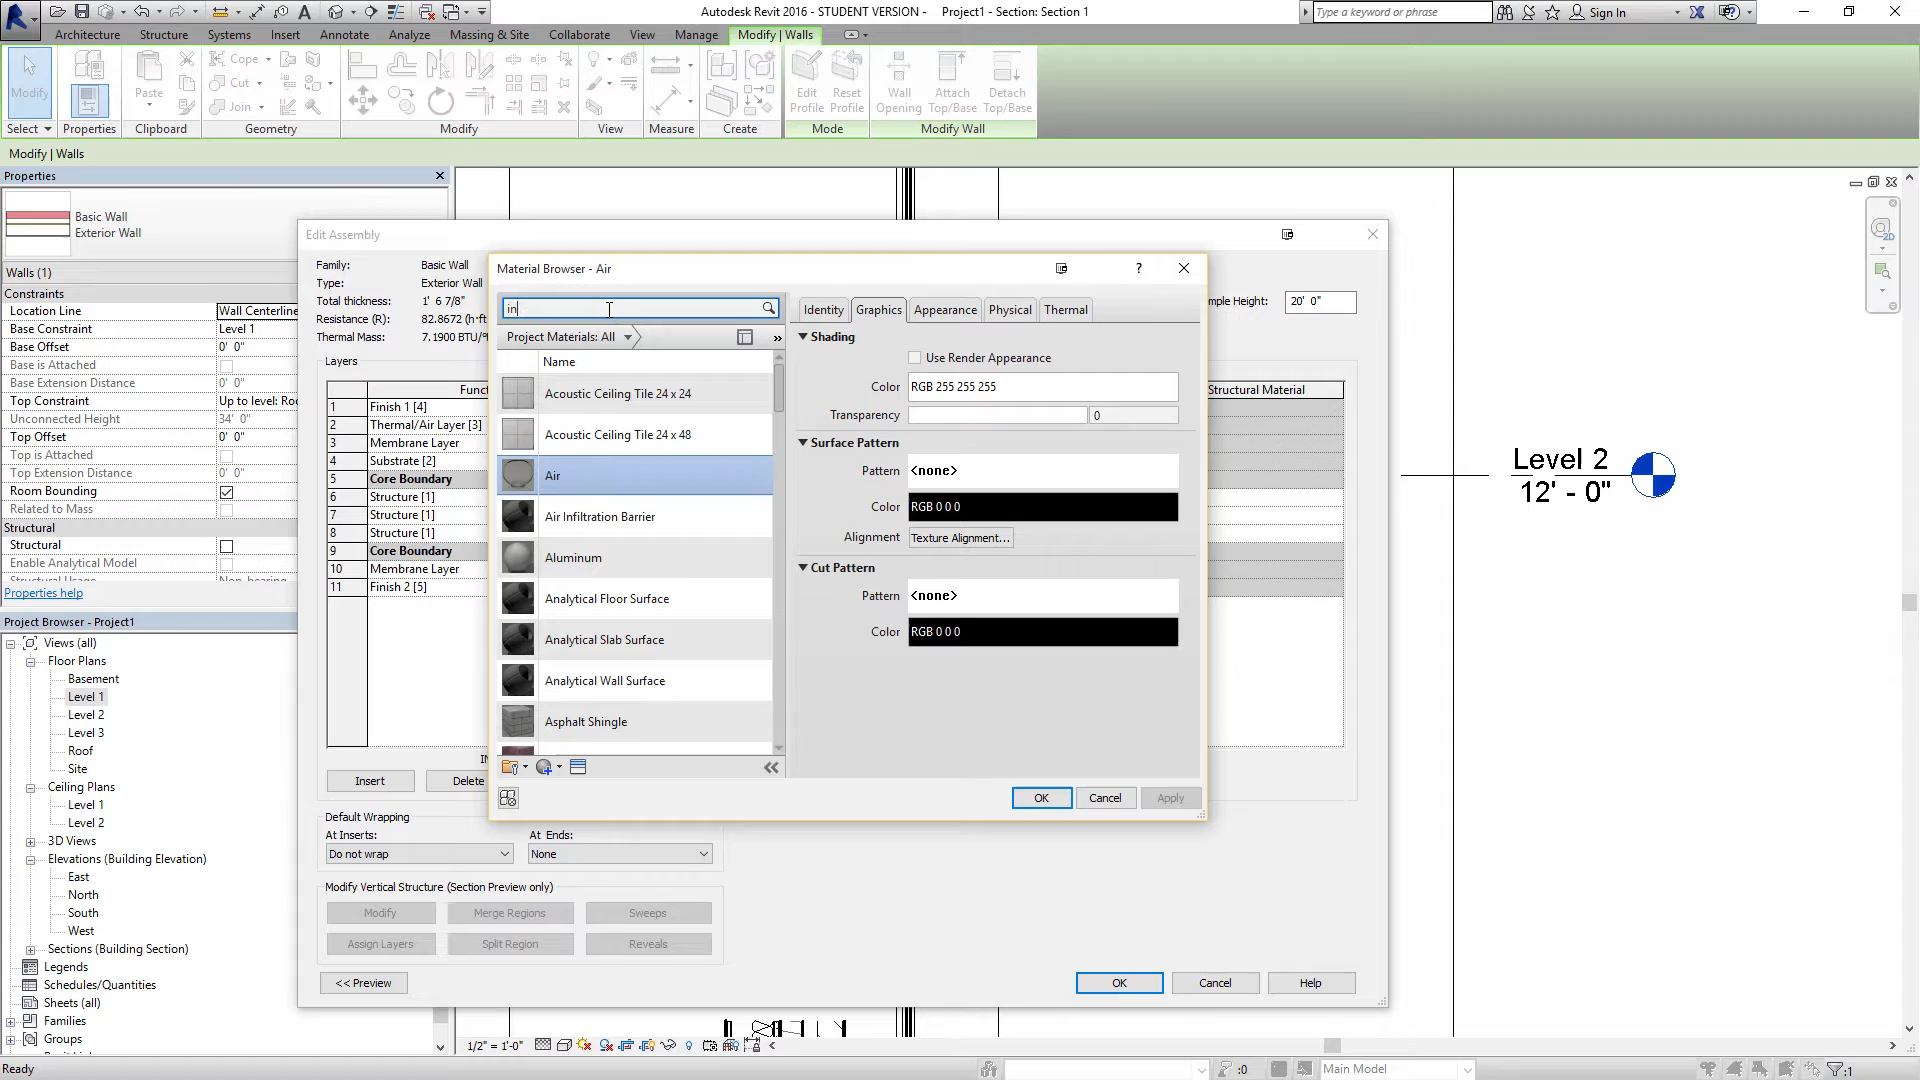 Autodesk Revit 2016 - STUDENT VERSION - Project1 - Section: Section 1
Type a keyword or phrase
Sign In
Architecture Structure Systems Insert Annotate Analyze Massing & Site Collaborate View Manage Modify | Walls
Modify
Paste
Cope
Cut
Join
Edit Profile
Reset Profile
Wall Opening
Attach Top/Base
Detach Top/Base
Select Properties Clipboard Geometry Modify View Measure Create Mode Modify Wall
Modify | Walls
Properties
Basic Wall
Exterior Wall
Walls (1)
Constraints
Location Line Wall Centerline
Base Constraint Level 1
Base Offset 0' 0"
Base is Attached
Base Extension Distance 0' 0"
Top Constraint Up to level: Roo
Unconnected Height 34' 0"
Top Offset 0' 0"
Top is Attached
Top Extension Distance 0' 0"
Room Bounding
Related to Mass
Structural
Structural
Enable Analytical Model
Structural Usage Non-bearing
Properties help
Project Browser - Project1
Views (all)
Floor Plans
Basement
Level 1
Level 2
Level 3
Roof
Site
Ceiling Plans
Level 1
Level 2
3D Views
Elevations (Building Elevation)
East
North
South
West
Sections (Building Section)
Legends
Schedules/Quantities
Sheets (all)
Families
Groups
Edit Assembly
Family: Basic Wall
Type: Exterior Wall
Total thickness: 1' 6 7/8"
Resistance (R): 82.8672 (h·ft
Thermal Mass: 7.1900 BTU/°
mple Height: 20' 0"
Layers
Funct
Structural Material
1 Finish 1 [4]
2 Thermal/Air Layer [3]
3 Membrane Layer
4 Substrate [2]
5 Core Boundary
6 Structure [1]
7 Structure [1]
8 Structure [1]
9 Core Boundary
10 Membrane Layer
11 Finish 2 [5]
Insert Delete
Default Wrapping
At Inserts: At Ends:
Do not wrap None
Modify Vertical Structure (Section Preview only)
Modify Merge Regions Sweeps
Assign Layers Split Region Reveals
<< Preview OK Cancel Help
Material Browser - Air
?
in
Project Materials: All
Name
Acoustic Ceiling Tile 24 x 24
Acoustic Ceiling Tile 24 x 48
Air
Air Infiltration Barrier
Aluminum
Analytical Floor Surface
Analytical Slab Surface
Analytical Wall Surface
Asphalt Shingle
Identity Graphics Appearance Physical Thermal
Shading
Use Render Appearance
Color RGB 255 255 255
Transparency 0
Surface Pattern
Pattern <none>
Color RGB 0 0 0
Alignment Texture Alignment...
Cut Pattern
Pattern <none>
Color RGB 0 0 0
OK Cancel Apply
Level 2
12' - 0"
1/2" = 1'-0"
Ready
:0
Main Model
:1